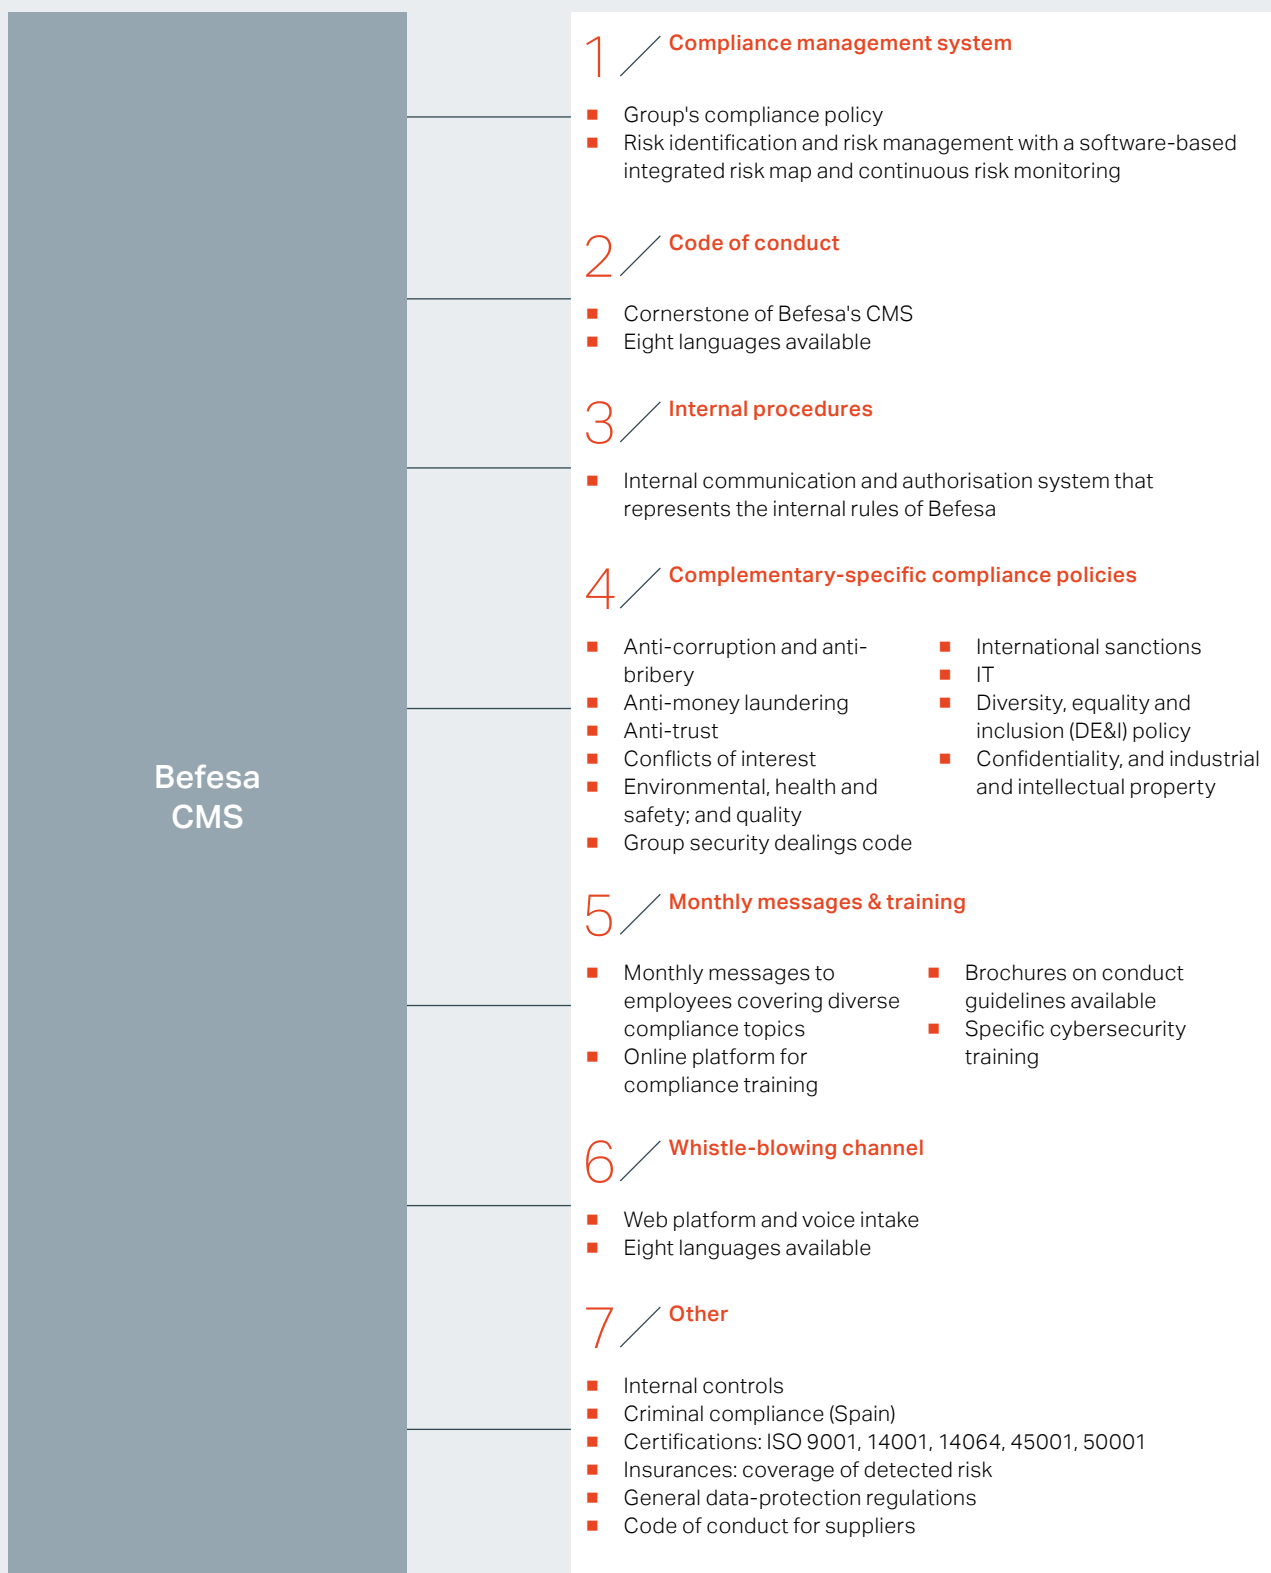 Befesa
CMS
1 Compliance management system
Group's compliance policy
Risk identification and risk management with a software-based
integrated risk map and continuous risk monitoring
2 Code of conduct
Cornerstone of Befesa's CMS
Eight languages available
3 Internal procedures
Internal communication and authorisation system that
represents the internal rules of Befesa
4 Complementary-specific compliance policies
Anti-corruption and anti-
bribery
Anti-money laundering
Anti-trust
Conflicts of interest
Environmental, health and
safety; and quality
Group security dealings code
International sanctions
IT
Diversity, equality and
inclusion (DE&I) policy
Confidentiality, and industrial
and intellectual property
5 Monthly messages & training
Monthly messages to
employees covering diverse
compliance topics
Online platform for
compliance training
Brochures on conduct
guidelines available
Specific cybersecurity
training
6 Whistle-blowing channel
Web platform and voice intake
Eight languages available
7 Other
Internal controls
Criminal compliance (Spain)
Certifications: ISO 9001, 14001, 14064, 45001, 50001
Insurances: coverage of detected risk
General data-protection regulations
Code of conduct for suppliers